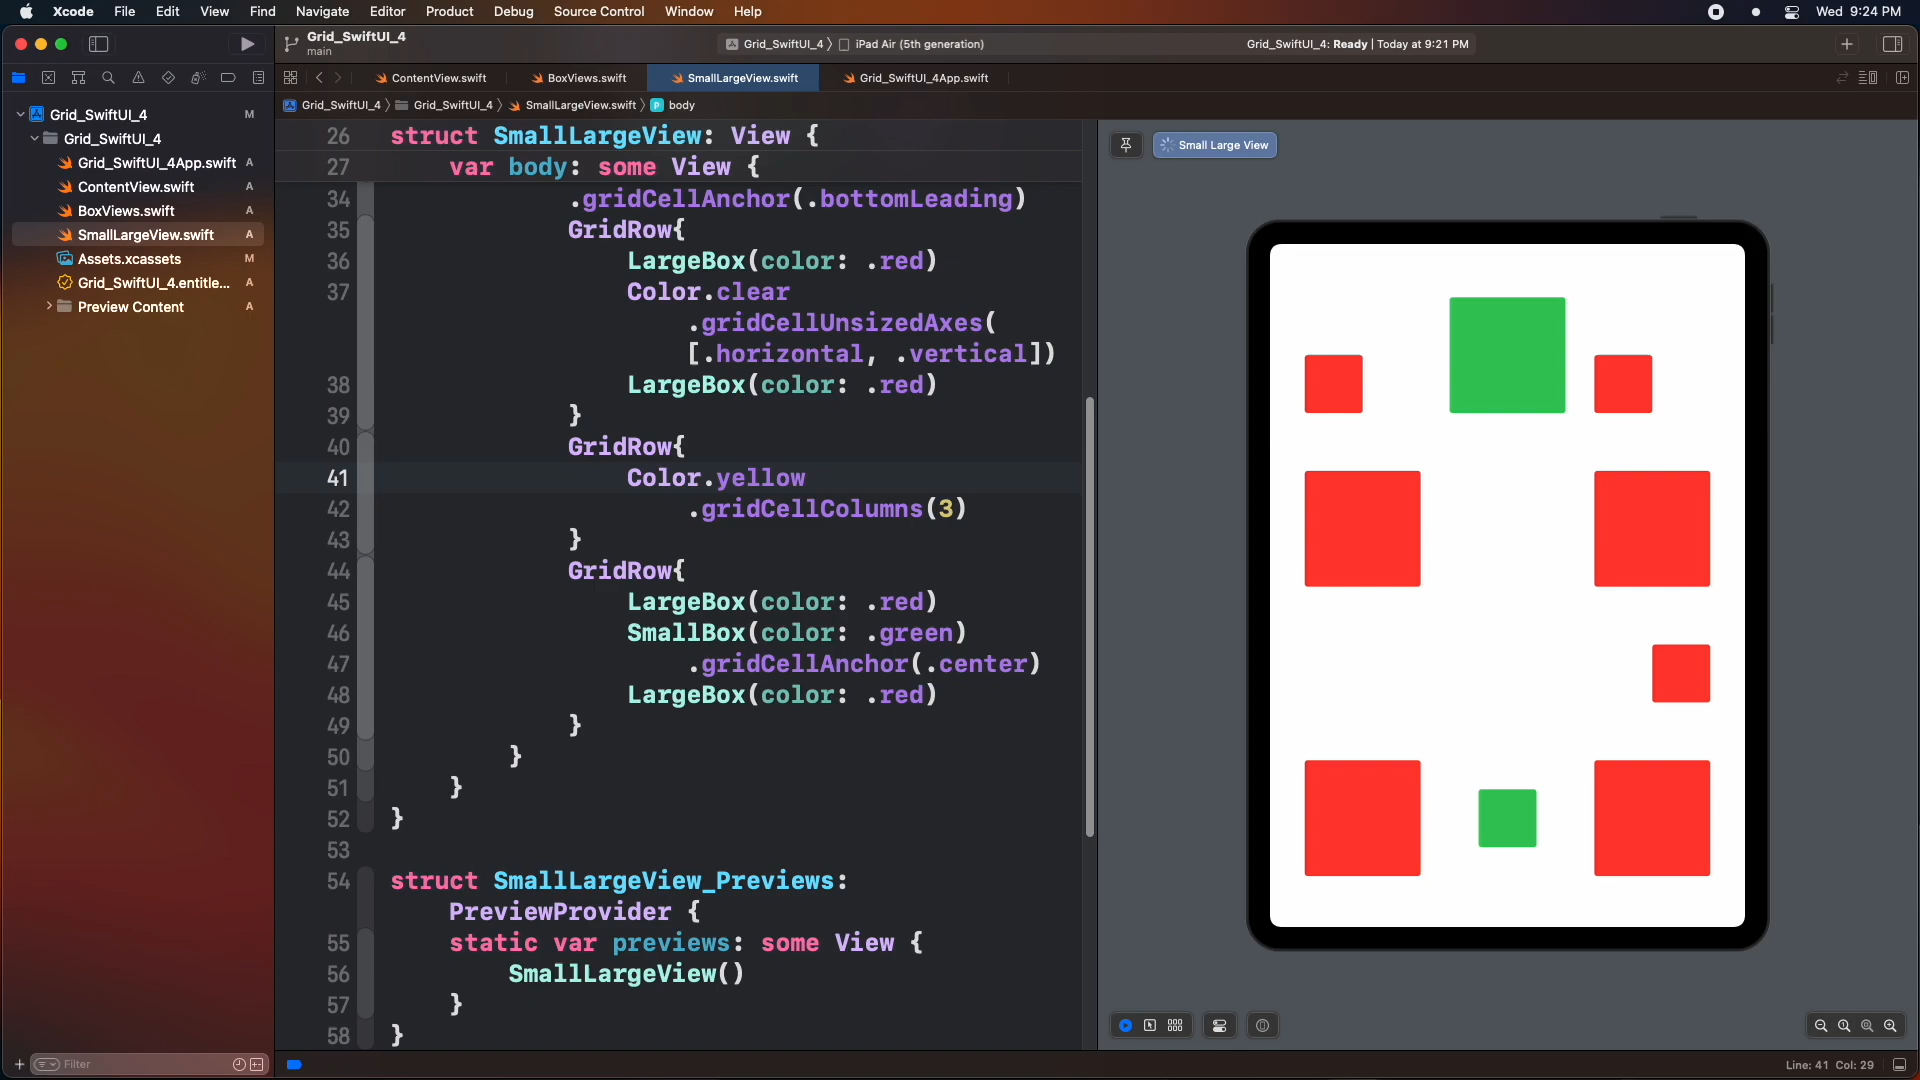 Xcode File Edit View Find Navigate Editor Product Debug Source Control Window Help Wed 9:24 PM
Grid_SwiftUI_4
main
Grid_SwiftUI_4 iPad Air (5th generation) Grid_SwiftUI_4: Ready | Today at 9:21 PM
ContentView.swift BoxViews.swift SmallLargeView.swift Grid_SwiftUI_4App.swift
Grid_SwiftUI_4 Grid_SwiftUI_4 SmallLargeView.swift P body
Grid_SwiftUI_4 M
Grid_SwiftUI_4
Grid_SwiftUI_4App.swift A
ContentView.swift A
BoxViews.swift A
SmallLargeView.swift A
Assets.xcassets M
Grid_SwiftUI_4.entitle... A
Preview Content A
Filter
26 struct SmallLargeView: View {
27 var body: some View {
34 .gridCellAnchor(.bottomLeading)
35 GridRow{
36 LargeBox(color: .red)
37 Color.clear
.gridCellUnsizedAxes(
[.horizontal, .vertical])
38 LargeBox(color: .red)
39 }
40 GridRow{
41 Color.yellow
42 .gridCellColumns(3)
43 }
44 GridRow{
45 LargeBox(color: .red)
46 SmallBox(color: .green)
47 .gridCellAnchor(.center)
48 LargeBox(color: .red)
49 }
50 }
51 }
52 }
53
54 struct SmallLargeView_Previews:
PreviewProvider {
55 static var previews: some View {
56 SmallLargeView()
57 }
58 }
Small Large View
Line: 41 Col: 29